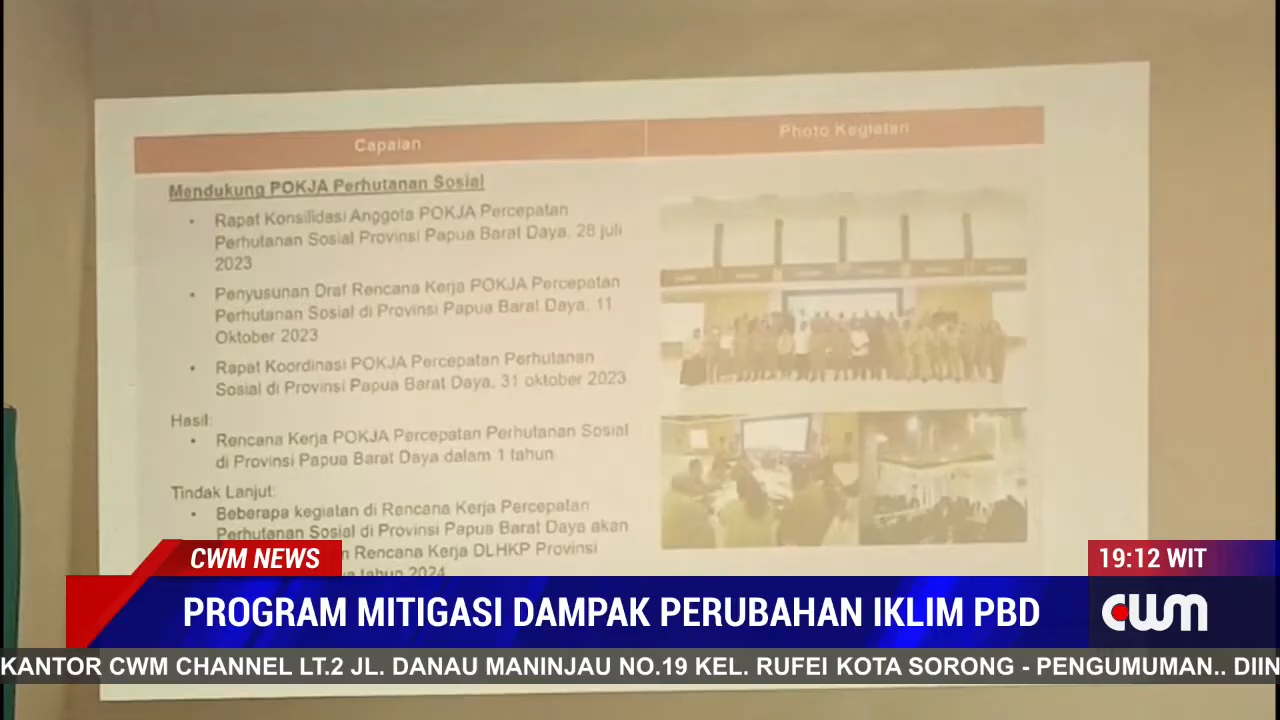 Capaian
Photo Kegiatan
Mendukung POKJA Perhutanan Sosial
• Rapat Konsilidasi Anggota POKJA Percepatan
Perhutanan Sosial Provinsi Papua Barat Daya, 28 juli
2023
• Penyusunan Draf Rencana Kerja POKJA Percepatan
Perhutanan Sosial di Provinsi Papua Barat Daya, 11
Oktober 2023
• Rapat Koordinasi POKJA Percepatan Perhutanan
Sosial di Provinsi Papua Barat Daya, 31 oktober 2023
Hasil:
• Rencana Kerja POKJA Percepatan Perhutanan Sosial
di Provinsi Papua Barat Daya dalam 1 tahun
Tindak Lanjut:
• Beberapa kegiatan di Rencana Kerja Percepatan
Perhutanan Sosial di Provinsi Papua Barat Daya akan
Rencana Kerja DLHKP Provinsi
tahun 2024
CWM NEWS
19:12 WIT
PROGRAM MITIGASI DAMPAK PERUBAHAN IKLIM PBD
CWM
KANTOR CWM CHANNEL LT.2 JL. DANAU MANINJAU NO.19 KEL. RUFEI KOTA SORONG - PENGUMUMAN.. DIIN